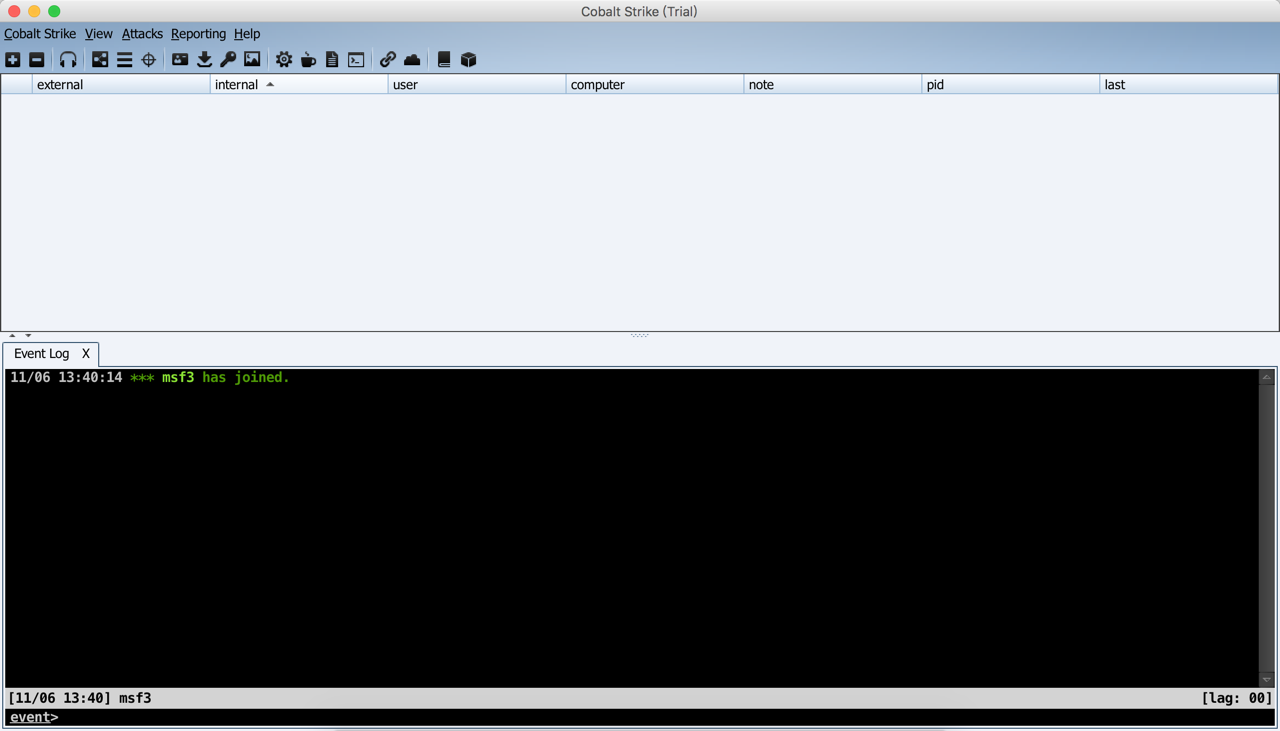 Cobalt Strike (Trial)
Cobalt Strike View Attacks Reporting Help
external internal user computer note pid last
Event Log X
11/06 13:40:14 *** msf3 has joined.
[11/06 13:40] msf3 [lag: 00]
event>